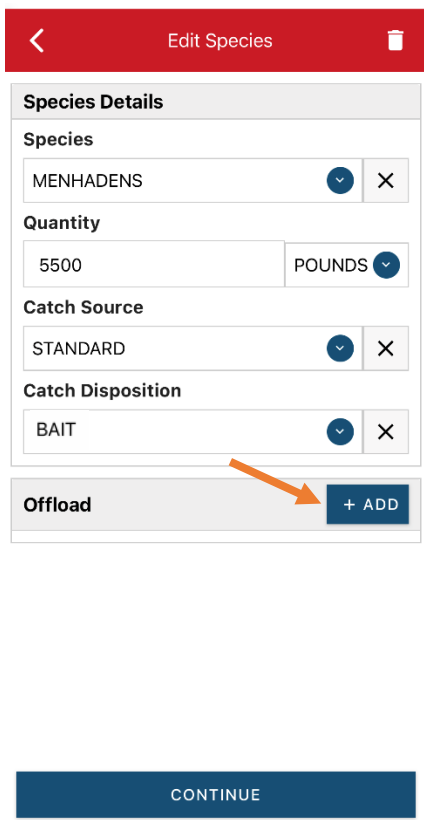 Edit Species
Species Details
Species
MENHADENS
Quantity
5500 POUNDS
Catch Source
STANDARD
Catch Disposition
BAIT
Offload + ADD
CONTINUE